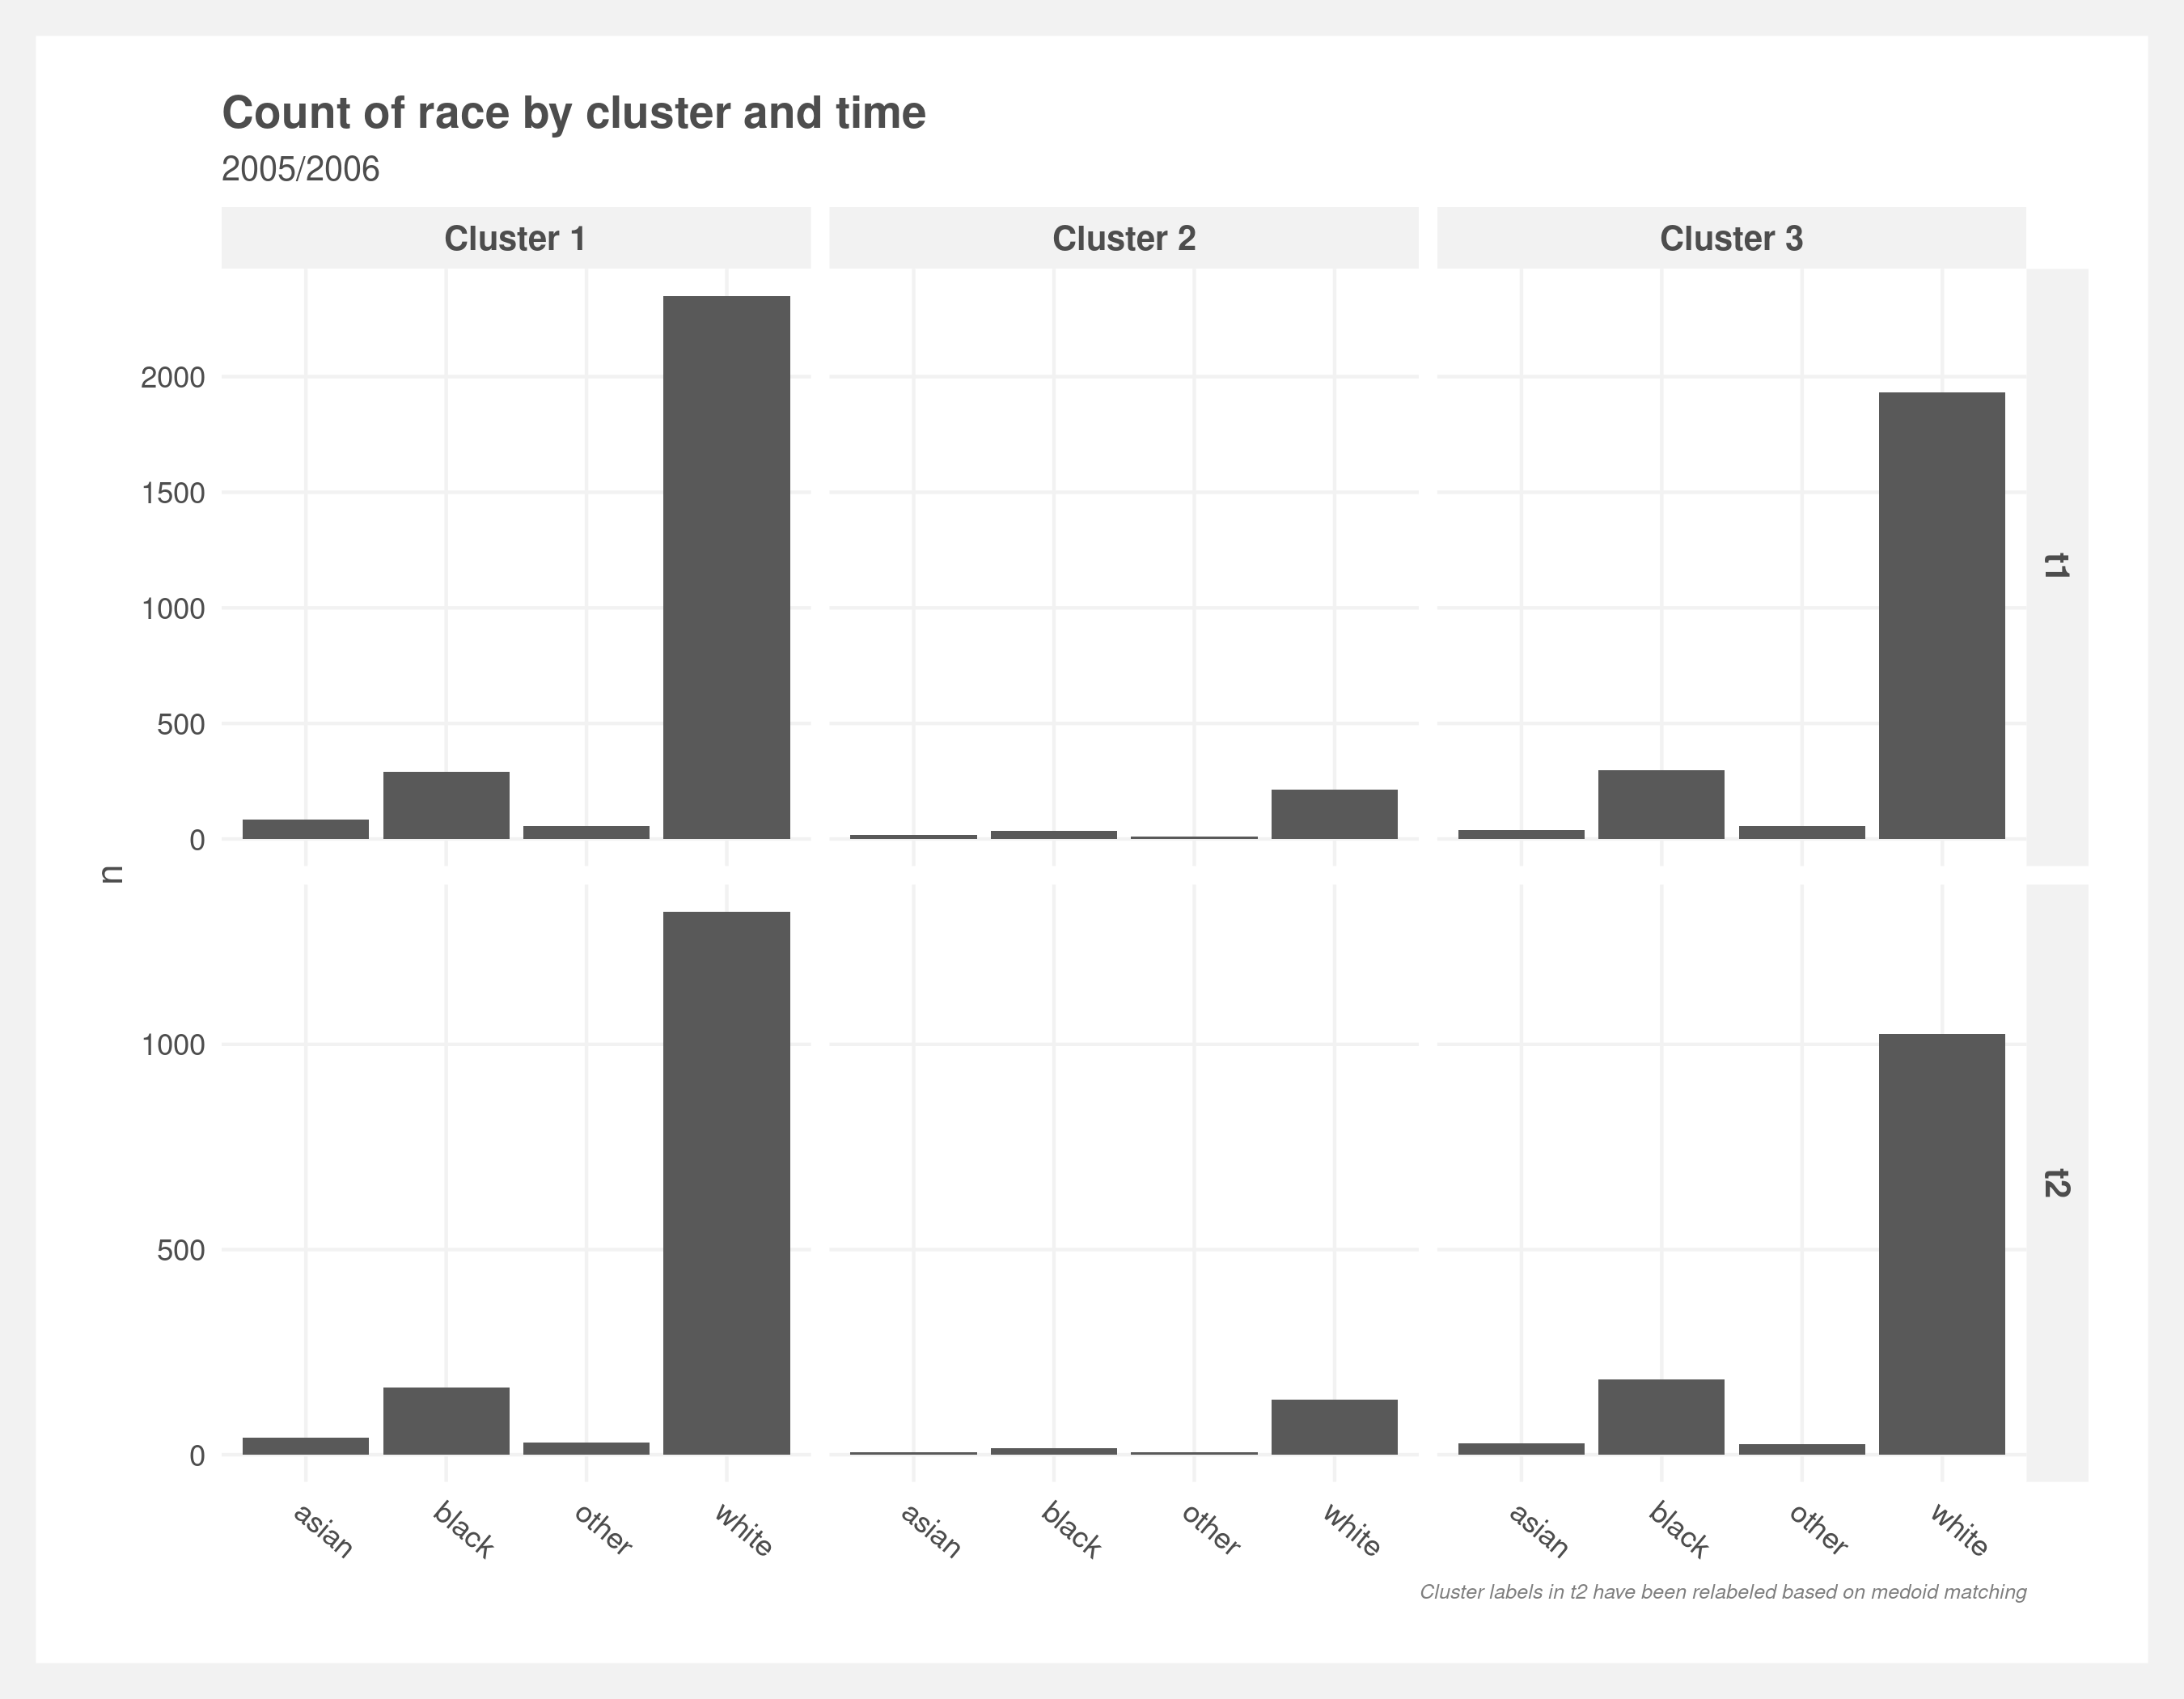 Count of race by cluster and time
2005/2006
Cluster 1 Cluster 2 Cluster 3
2000
1500
1000
500
0
t1
n
1000
500
0
t2
asian black other white asian black other white asian black other white
Cluster labels in t2 have been relabeled based on medoid matching